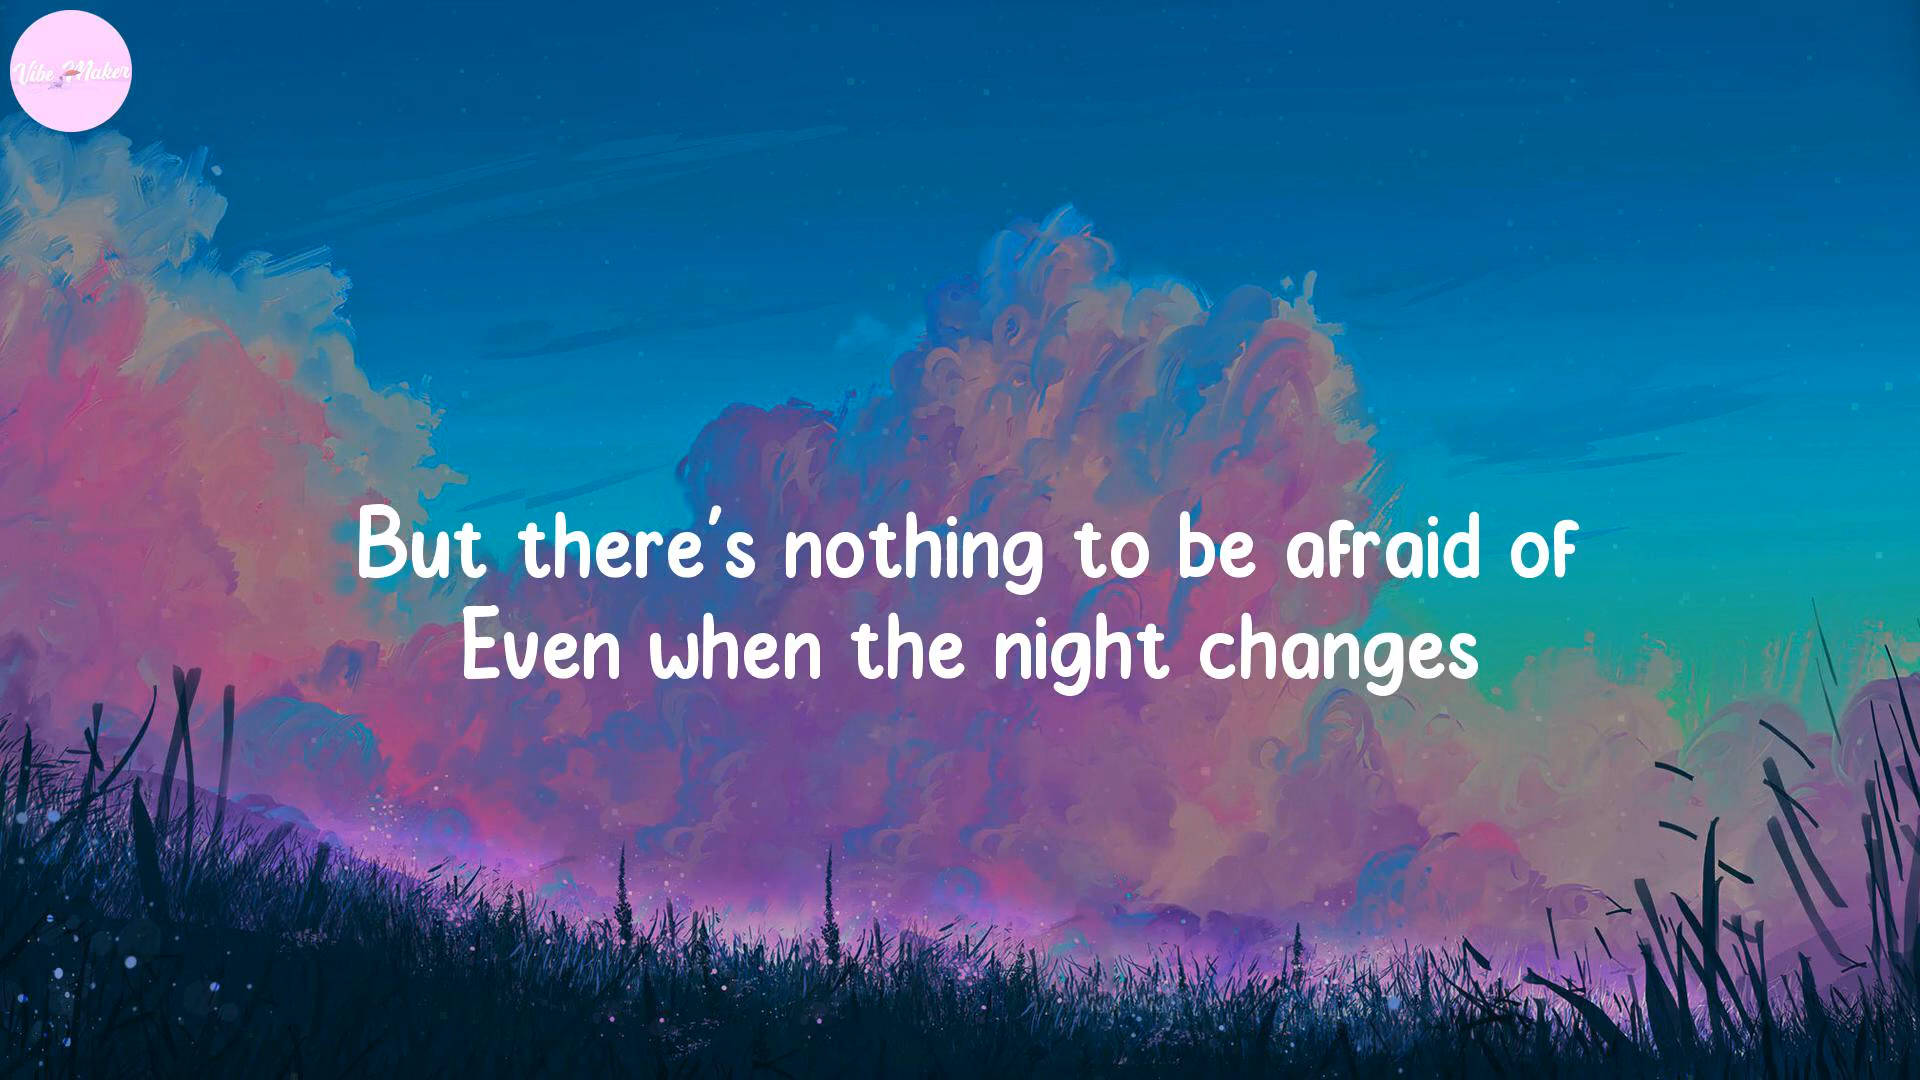 Vibe Maker
But there's nothing to be afraid of
Even when the night changes